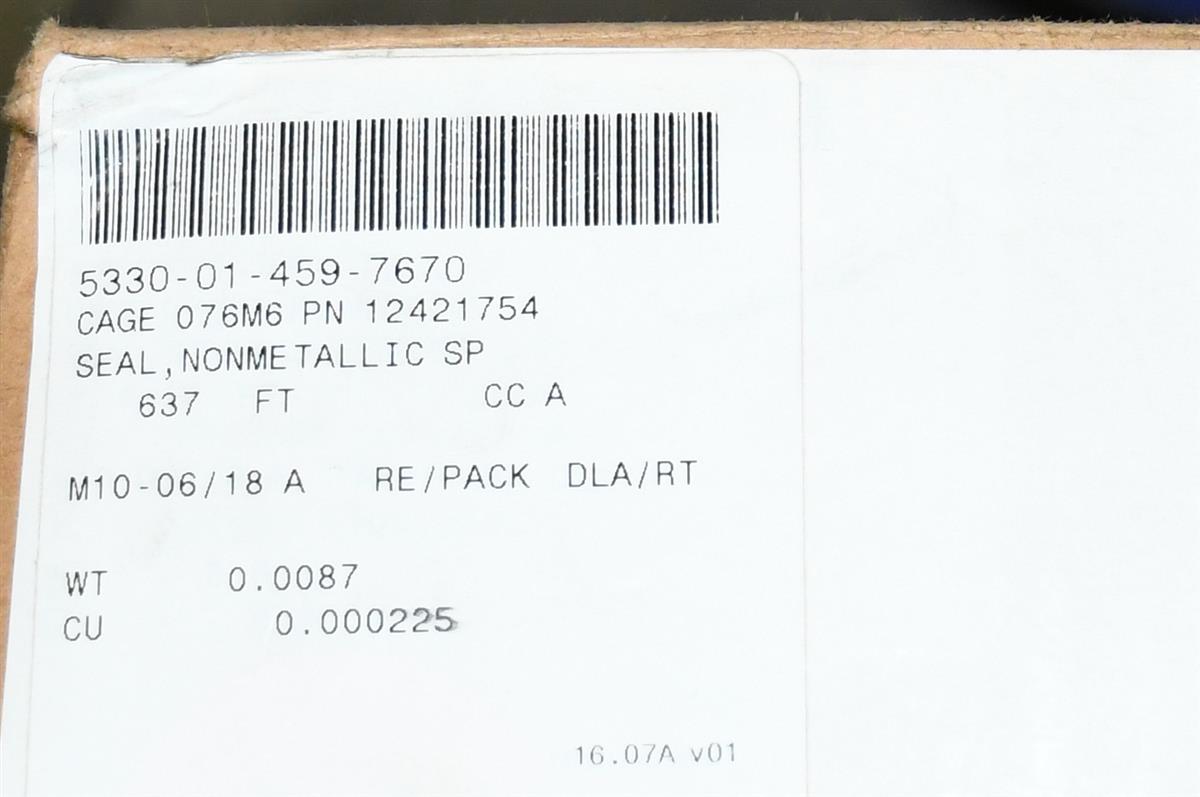 5330-01-459-7670
CAGE 076M6 PN 12421754
SEAL,NONMETALLIC SP
637 FT CC A
M10-06/18 A RE/PACK DLA/RT
WT 0.0087
CU 0.000225
16.07A v01